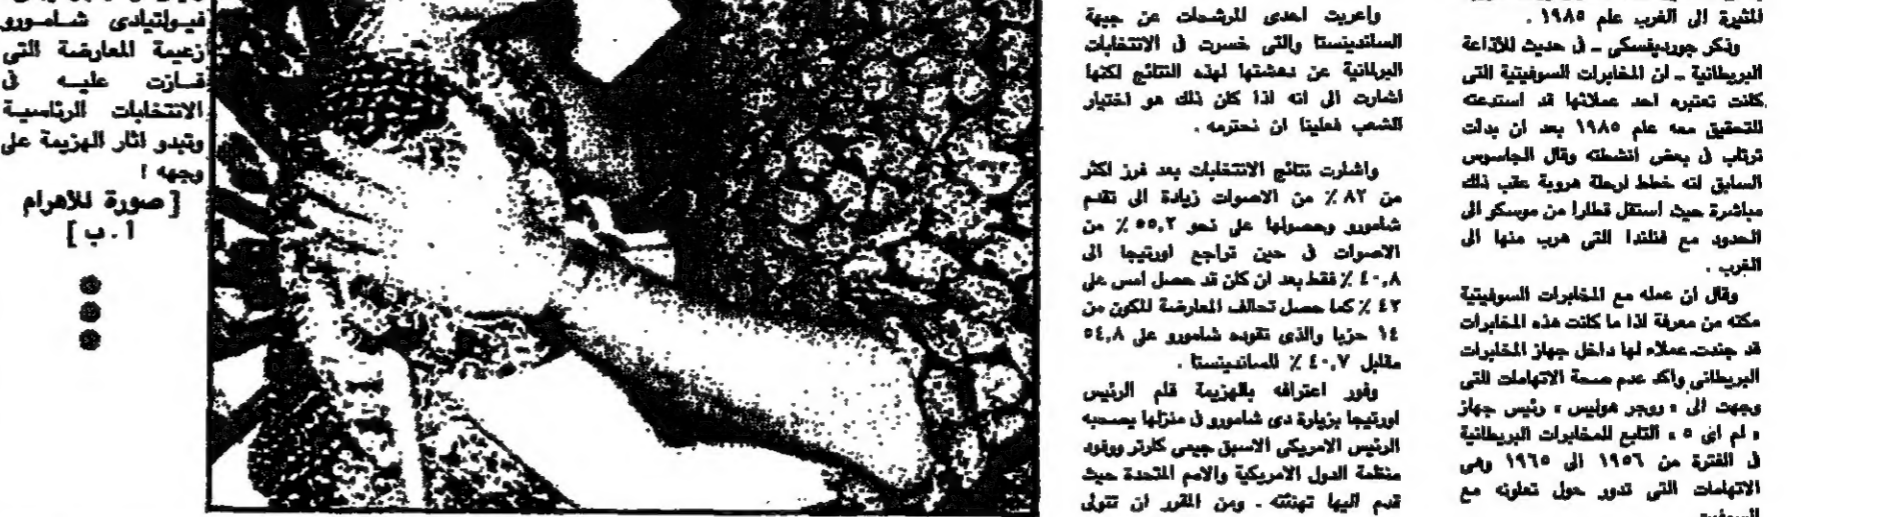 المثيرة الى الغرب عام ١٩٨٥ .
وذكر جورديفسكى - فى حديث للاذاعة
البريطانية - ان المخابرات السوفيتية التى
كانت تعتبره احد عملائها قد استدعته
للتحقيق معه عام ١٩٨٥ بعد ان بدات
ترتاب فى بعض انشطته وقال الجاسوس
السابق انه خطط لرحلة هروبة عقب ذلك
مباشرة حيث استقل قطارا من موسكو الى
الحدود مع فنلندا التى هرب منها الى
الغرب .
وقال ان عمله مع المخابرات السوفيتية
مكنه من معرفة اذا ما كانت هذه المخابرات
قد جندت عملاء لها داخل جهاز المخابرات
البريطانى واكد عدم صحة الاتهامات التى
وجهت الى « روجر هوليس » رئيس جهاز
« ام اى ٥ » التابع للمخابرات البريطانية
فى الفترة من ١٩٥٦ الى ١٩٦٥ وهى
الاتهامات التى تدور حول تعاونه مع
واعربت احدى المرشحات عن جبهة
الساندينستا والتى خسرت فى الانتخابات
البرلمانية عن دهشتها لهذه النتائج لكنها
اشارت الى انه اذا كان ذلك هو اختيار
الشعب فعلينا ان نحترمه .
واشارت نتائج الانتخابات بعد فرز اكثر
من ٨٢ ٪ من الاصوات زيادة الى تقدم
شامورو وحصولها على نحو ٥٥,٢ ٪ من
الاصوات فى حين تراجع اورتيجا الى
٤٠,٨ ٪ فقط بعد ان كان قد حصل امس على
٤٢ ٪ كما حصل تحالف المعارضة المكون من
١٤ حزبا والذى تقوده شامورو على ٥٤,٨
مقابل ٤٠,٧ ٪ للساندينستا .
وفور اعترافه بالهزيمة قام الرئيس
اورتيجا بزيارة دى شامورو فى منزلها يصحبه
الرئيس الامريكى الاسبق جيمى كارتر ووفود
منظمة الدول الامريكية والامم المتحدة حيث
قدم اليها تهنئته . ومن المقرر ان تتولى
فيولتيادى شامورو
زعيمة المعارضة التى
فازت عليه فى
الانتخابات الرئاسية
وتبدو اثار الهزيمة على
وجهه !
[ صورة للأهرام
أ . ب ]